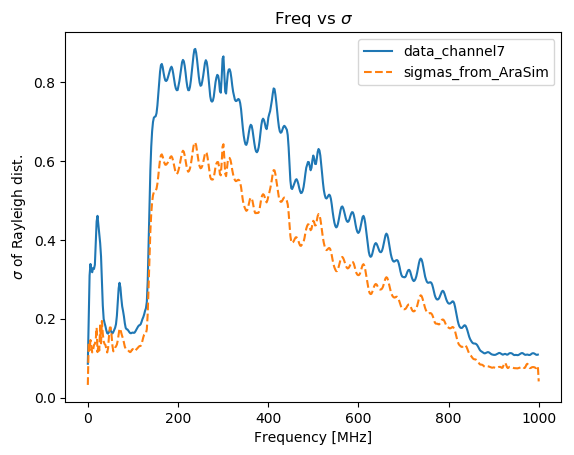 Freq vs σ
data_channel7
sigmas_from_AraSim
σ of Rayleigh dist.
0.8
0.6
0.4
0.2
0.0
0 200 400 600 800 1000
Frequency [MHz]